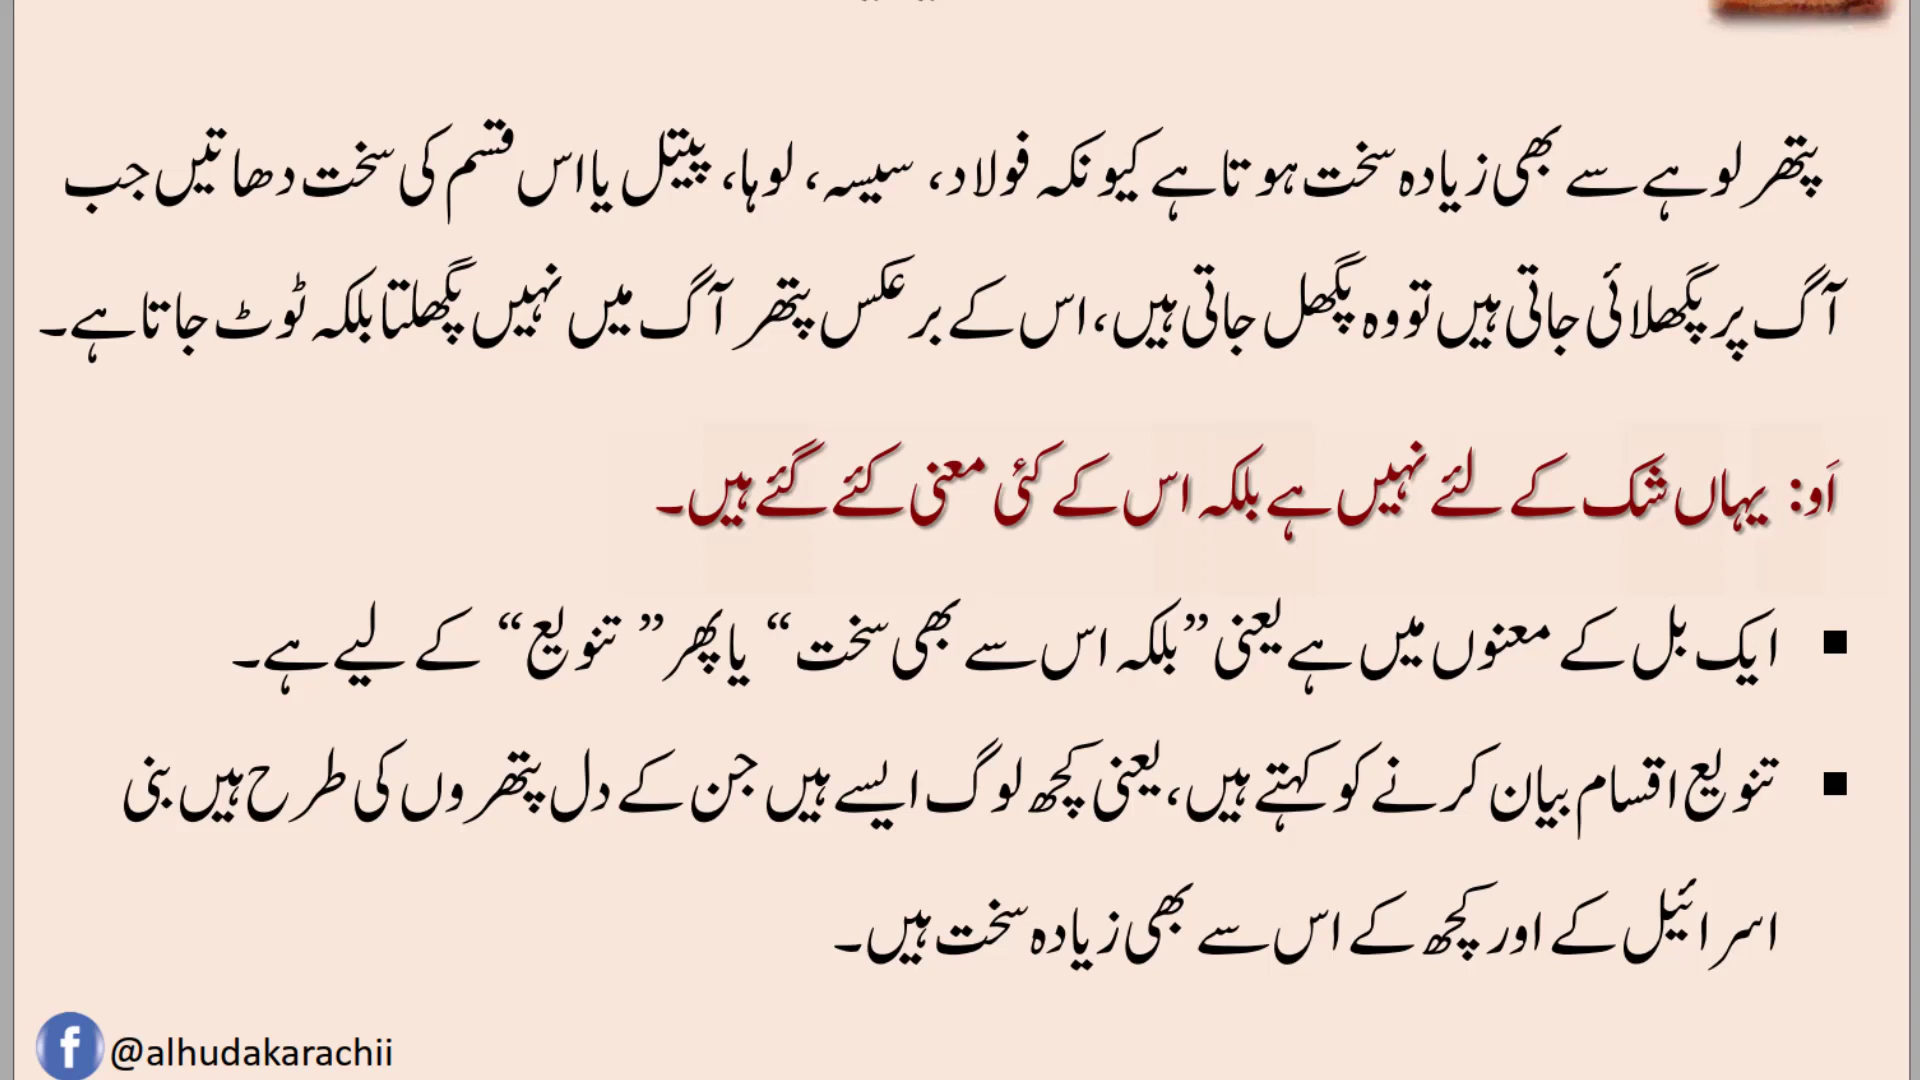 پتھر لوہے سے بھی زیادہ سخت ہوتا ہے کیونکہ فولاد، سیسہ، لوہا، پیتل یا اس قسم کی سخت دھاتیں جب
آگ پر پگھلائی جاتی ہیں تو وہ پگھل جاتی ہیں، اس کے برعکس پتھر آگ میں نہیں پگھلتا بلکہ ٹوٹ جاتا ہے۔
اَو: یہاں شک کے لئے نہیں ہے بلکہ اس کے کئی معنی کئے گئے ہیں۔
▪ ایک بل کے معنوں میں ہے یعنی ”بلکہ اس سے بھی سخت“ یا پھر ” تنویع “ کے لیے ہے۔
▪ تنویع اقسام بیان کرنے کو کہتے ہیں، یعنی کچھ لوگ ایسے ہیں جن کے دل پتھروں کی طرح ہیں بنی
اسرائیل کے اور کچھ کے اس سے بھی زیادہ سخت ہیں۔
@alhudakarachii